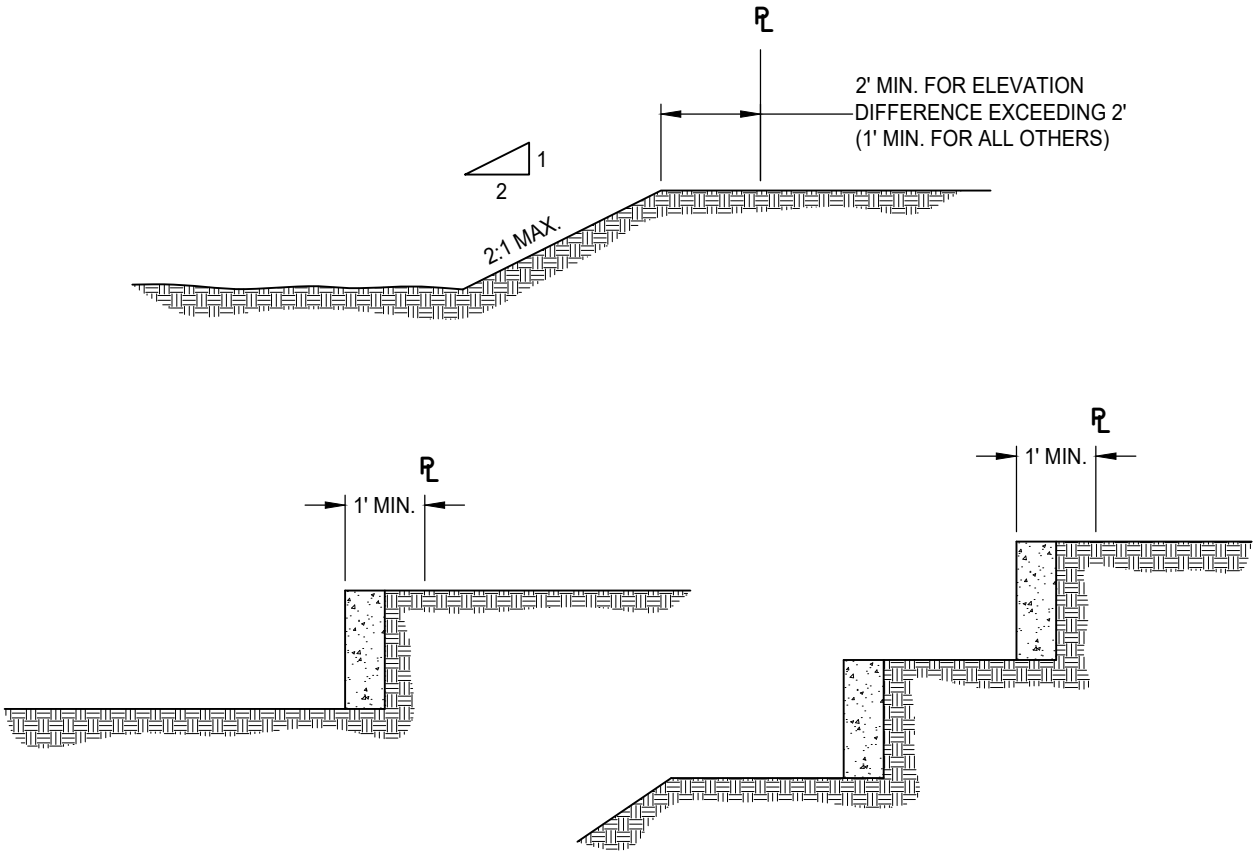 PL
2' MIN. FOR ELEVATION
DIFFERENCE EXCEEDING 2'
(1' MIN. FOR ALL OTHERS)
1
2
2:1 MAX.
PL
1' MIN.
PL
1' MIN.